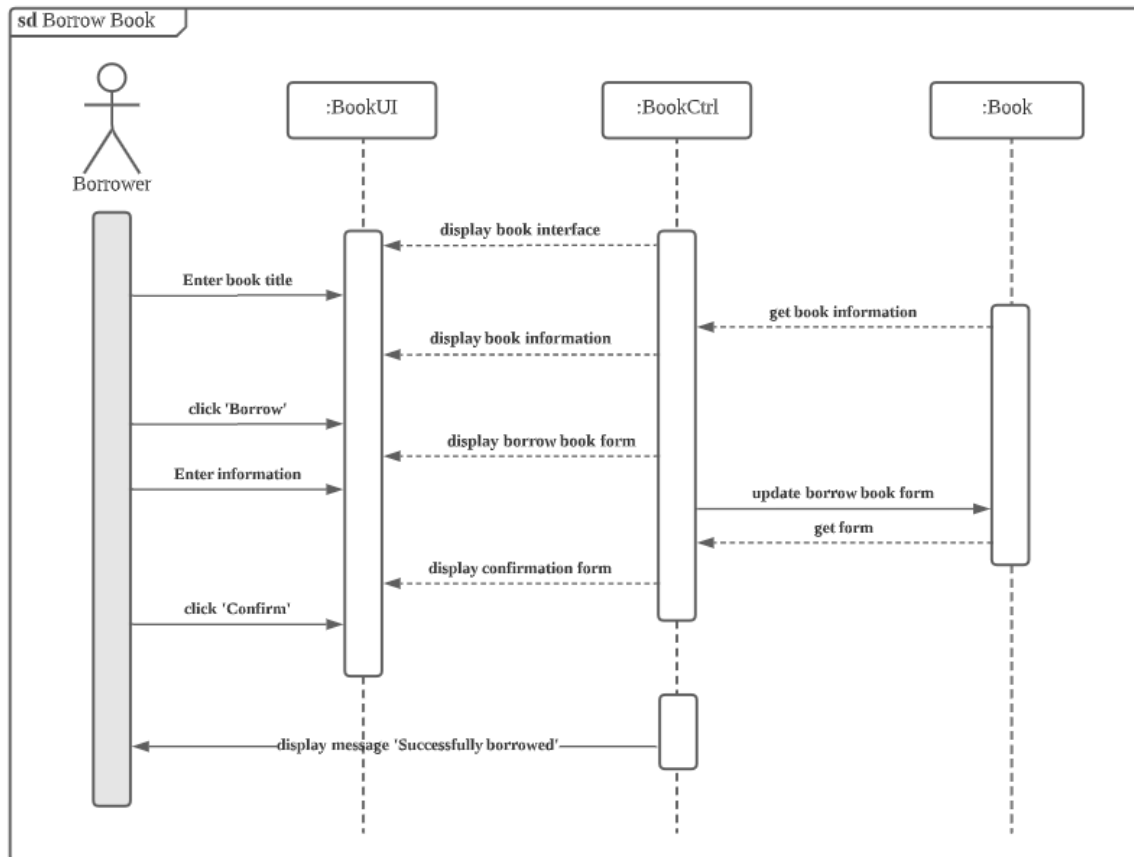 sd Borrow Book
:BookUI
:BookCtrl
:Book
Borrower
display book interface
Enter book title
get book information
display book information
click 'Borrow'
display borrow book form
Enter information
update borrow book form
get form
display confirmation form
click 'Confirm'
display message 'Successfully borrowed'